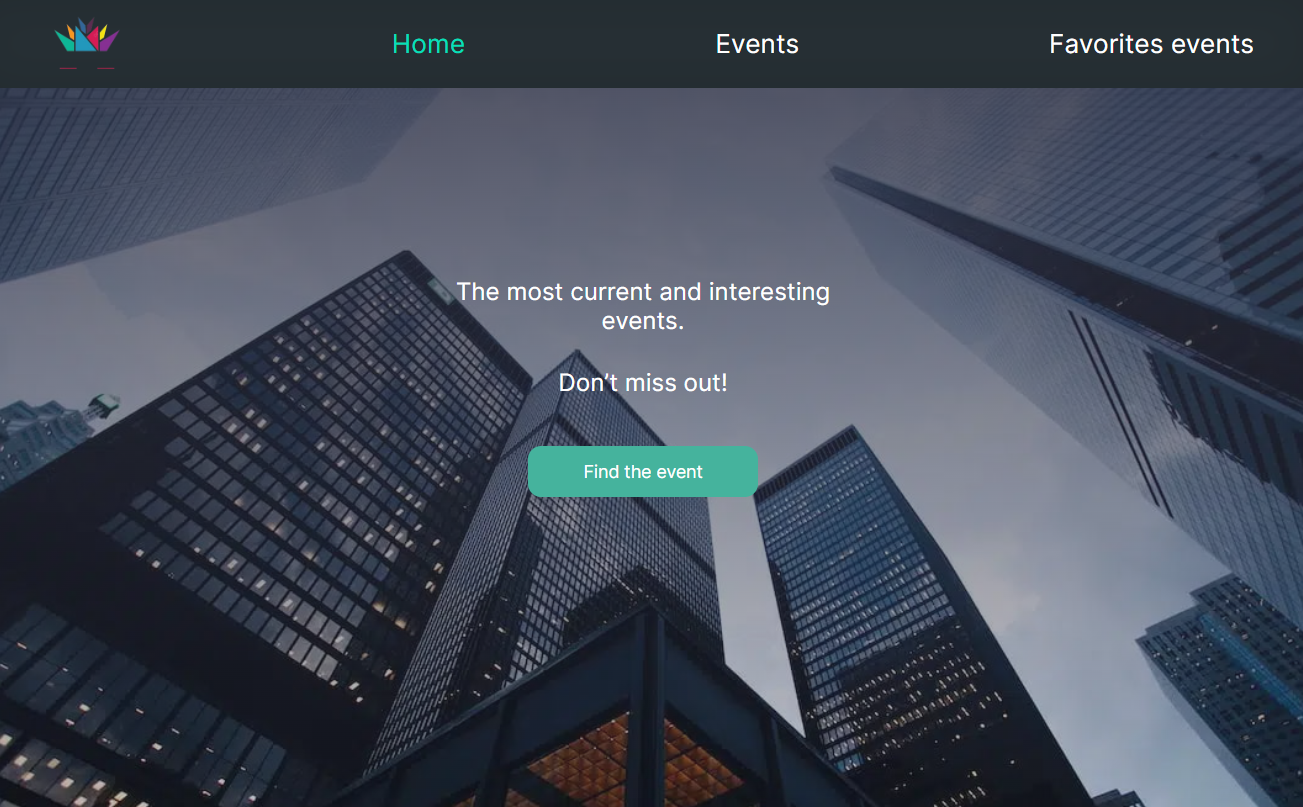 Home
Events
Favorites events
The most current and interesting
events.
Don’t miss out!
Find the event